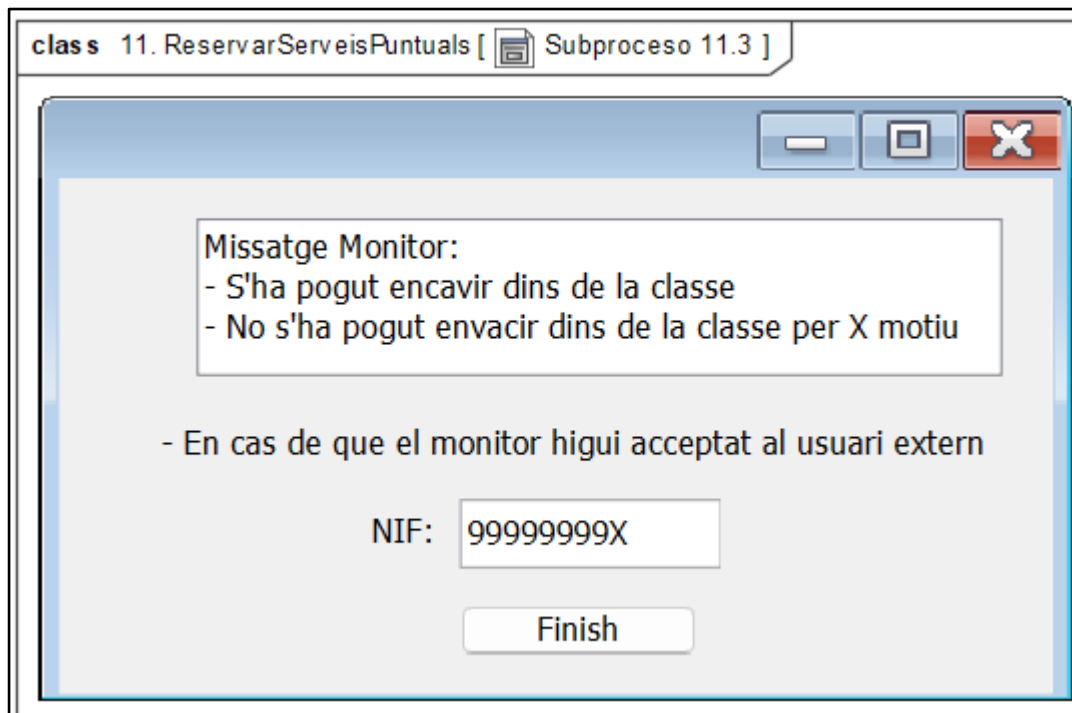 class 11. ReservarServeisPuntuals [ Subproceso 11.3 ]
Missatge Monitor:
- S'ha pogut encavir dins de la classe
- No s'ha pogut envacir dins de la classe per X motiu
- En cas de que el monitor higui acceptat al usuari extern
NIF: 99999999X
Finish